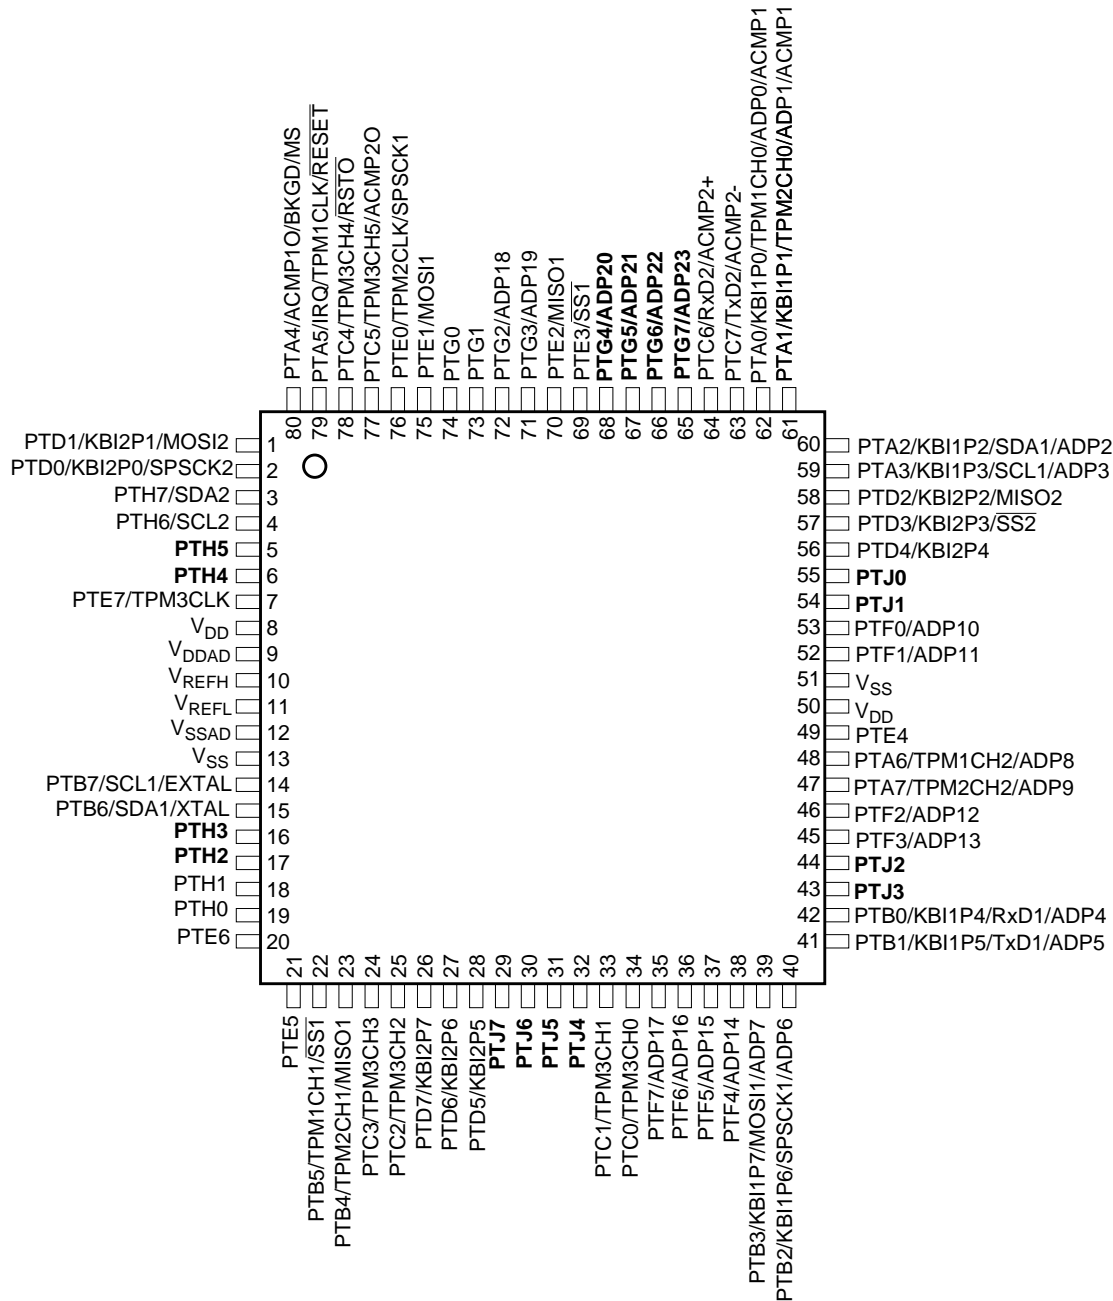 PTA4/ACMP1O/BKGD/MS
PTA5/IRQ/TPM1CLK/RESET
PTC4/TPM3CH4/RSTO
PTC5/TPM3CH5/ACMP2O
PTE0/TPM2CLK/SPSCK1
PTE1/MOSI1
PTG0
PTG1
PTG2/ADP18
PTG3/ADP19
PTE2/MISO1
PTE3/SS1
PTG4/ADP20
PTG5/ADP21
PTG6/ADP22
PTG7/ADP23
PTC6/RxD2/ACMP2+
PTC7/TxD2/ACMP2-
PTA0/KBI1P0/TPM1CH0/ADP0/ACMP1
PTA1/KBI1P1/TPM2CH0/ADP1/ACMP1
80
79
78
77
76
75
74
73
72
71
70
69
68
67
66
65
64
63
62
61
PTD1/KBI2P1/MOSI2 1
PTD0/KBI2P0/SPSCK2 2
PTH7/SDA2 3
PTH6/SCL2 4
PTH5 5
PTH4 6
PTE7/TPM3CLK 7
VDD 8
VDDAD 9
VREFH 10
VREFL 11
VSSAD 12
VSS 13
PTB7/SCL1/EXTAL 14
PTB6/SDA1/XTAL 15
PTH3 16
PTH2 17
PTH1 18
PTH0 19
PTE6 20
60 PTA2/KBI1P2/SDA1/ADP2
59 PTA3/KBI1P3/SCL1/ADP3
58 PTD2/KBI2P2/MISO2
57 PTD3/KBI2P3/SS2
56 PTD4/KBI2P4
55 PTJ0
54 PTJ1
53 PTF0/ADP10
52 PTF1/ADP11
51 VSS
50 VDD
49 PTE4
48 PTA6/TPM1CH2/ADP8
47 PTA7/TPM2CH2/ADP9
46 PTF2/ADP12
45 PTF3/ADP13
44 PTJ2
43 PTJ3
42 PTB0/KBI1P4/RxD1/ADP4
41 PTB1/KBI1P5/TxD1/ADP5
21
22
23
24
25
26
27
28
29
30
31
32
33
34
35
36
37
38
39
40
PTE5
PTB5/TPM1CH1/SS1
PTB4/TPM2CH1/MISO1
PTC3/TPM3CH3
PTC2/TPM3CH2
PTD7/KBI2P7
PTD6/KBI2P6
PTD5/KBI2P5
PTJ7
PTJ6
PTJ5
PTJ4
PTC1/TPM3CH1
PTC0/TPM3CH0
PTF7/ADP17
PTF6/ADP16
PTF5/ADP15
PTF4/ADP14
PTB3/KBI1P7/MOSI1/ADP7
PTB2/KBI1P6/SPSCK1/ADP6